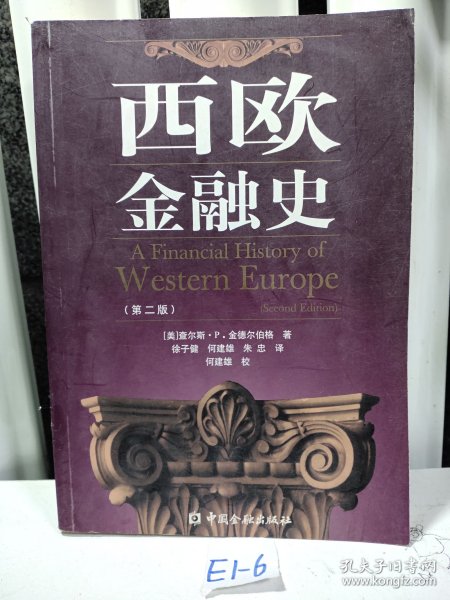 西欧
金融史
A Financial History of
Western Europe
（第二版）
(Second Edition)
[美]查尔斯·P.金德尔伯格 著
徐子健 何建雄 朱忠 译
何建雄 校
中国金融出版社
E1-6
孔夫子旧书网
www.kongfz.com